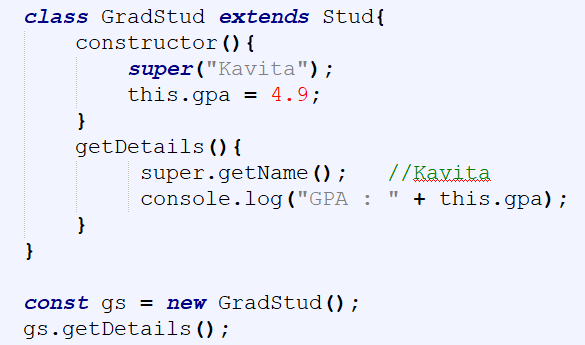 class GradStud extends Stud{
    constructor(){
        super("Kavita");
        this.gpa = 4.9;
    }
    getDetails(){
         super.getName();   //Kavita
         console.log("GPA : " + this.gpa);
    }
}
const gs = new GradStud();
gs.getDetails();